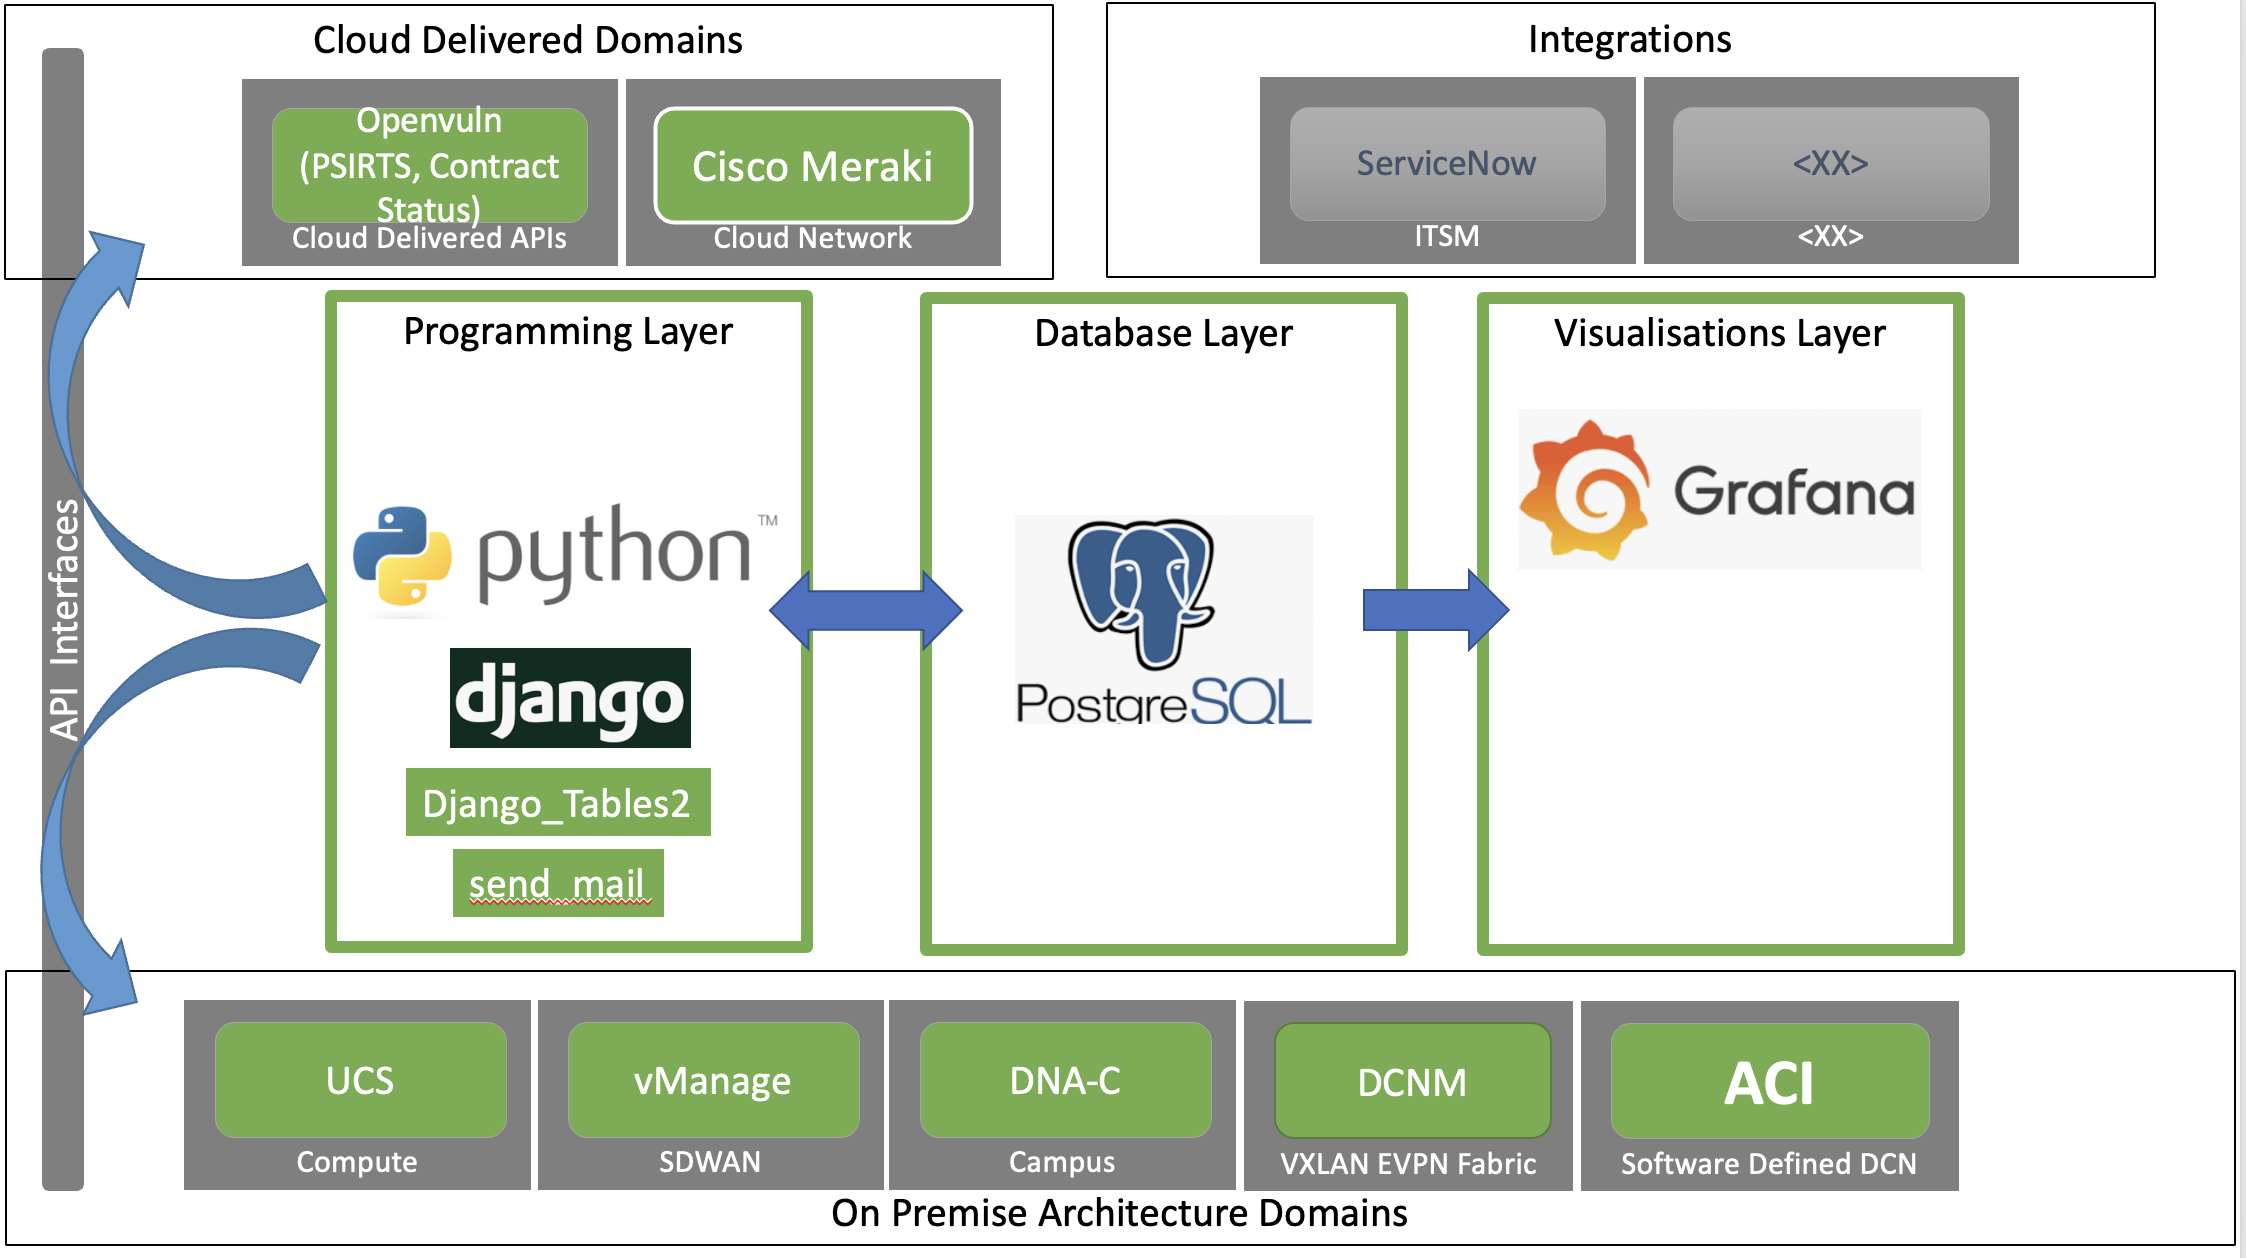 Cloud Delivered Domains
Openvuln
(PSIRTS, Contract
Status)
Cloud Delivered APIs
Cisco Meraki
Cloud Network
Integrations
ServiceNow
ITSM
<XX>
<XX>
API Interfaces
Programming Layer
python™
django
Django_Tables2
send_mail
Database Layer
PostgreSQL
Visualisations Layer
Grafana
UCS
Compute
vManage
SDWAN
DNA-C
Campus
DCNM
VXLAN EVPN Fabric
ACI
Software Defined DCN
On Premise Architecture Domains